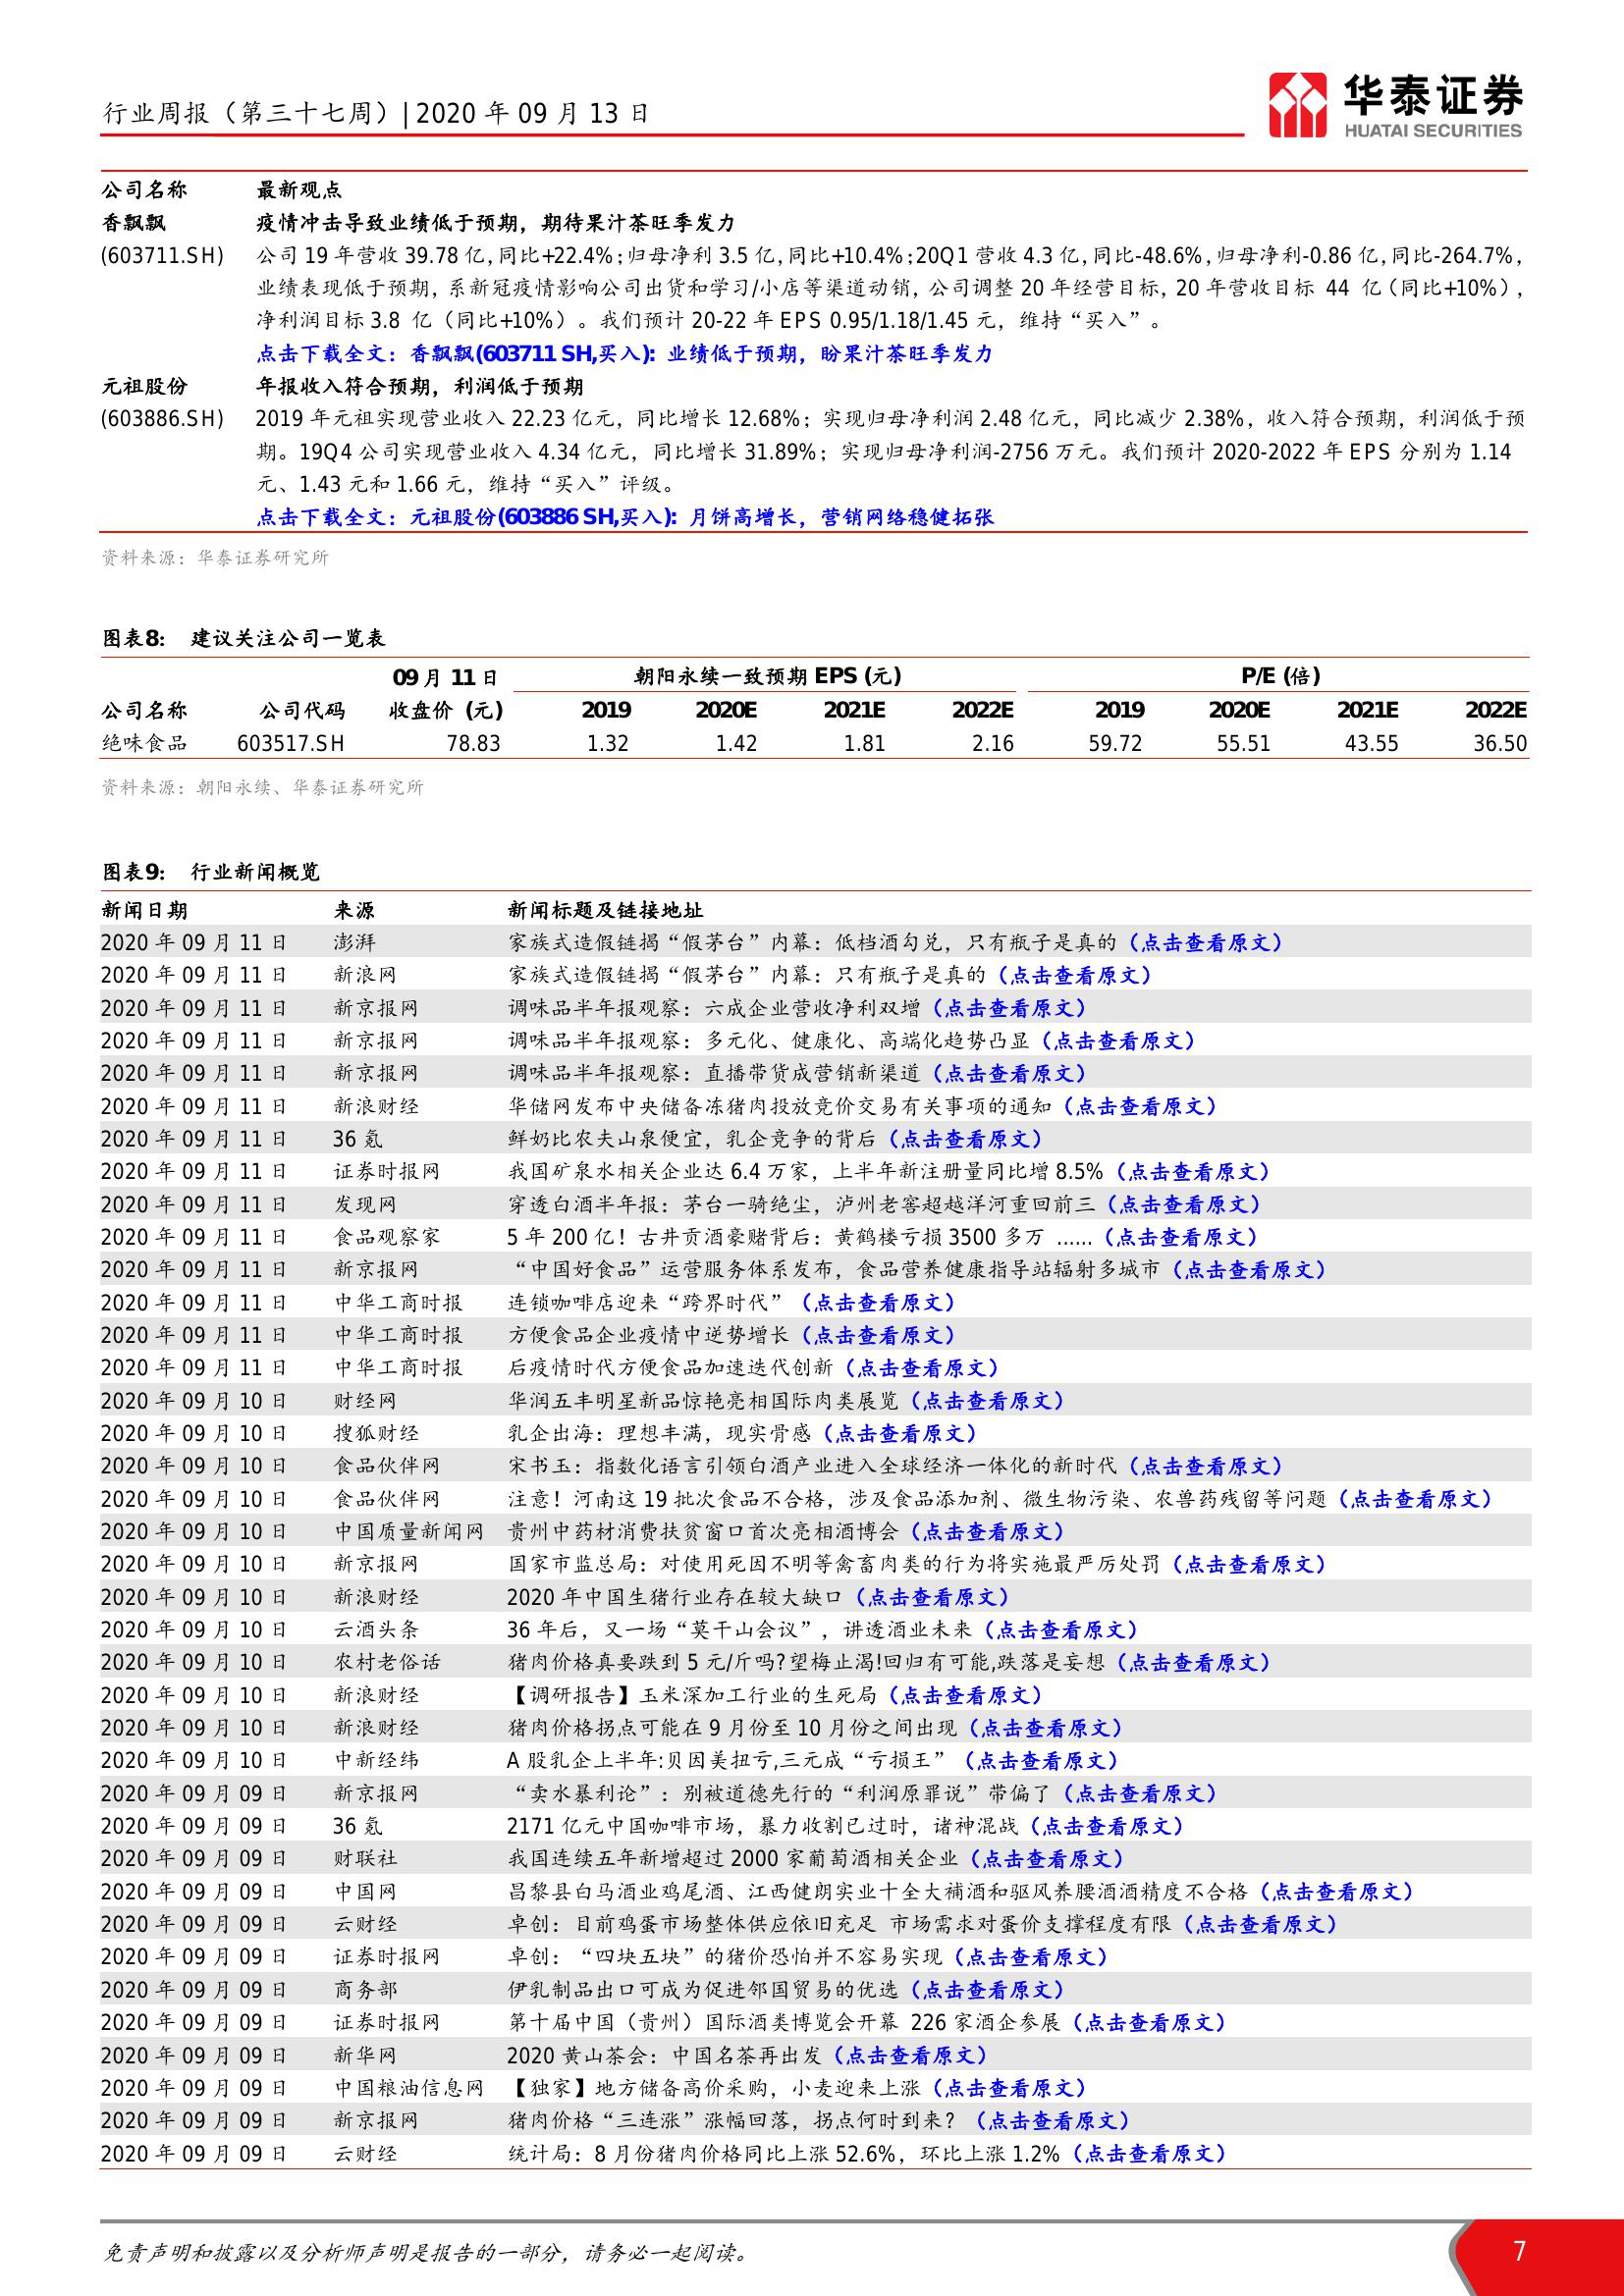 行业周报（第三十七周）| 2020 年 09 月 13 日
华泰证券
HUATAI SECURITIES
公司名称 最新观点
香飘飘 疫情冲击导致业绩低于预期，期待果汁茶旺季发力
(603711.SH) 公司 19 年营收 39.78 亿，同比+22.4%；归母净利 3.5 亿，同比+10.4%；20Q1 营收 4.3 亿，同比-48.6%，归母净利-0.86 亿，同比-264.7%，
业绩表现低于预期，系新冠疫情影响公司出货和学习/小店等渠道动销，公司调整 20 年经营目标，20 年营收目标 44 亿（同比+10%），
净利润目标 3.8 亿（同比+10%）。我们预计 20-22 年 EPS 0.95/1.18/1.45 元，维持“买入”。
点击下载全文：香飘飘(603711 SH,买入)：业绩低于预期，盼果汁茶旺季发力
元祖股份 年报收入符合预期，利润低于预期
(603886.SH) 2019 年元祖实现营业收入 22.23 亿元，同比增长 12.68%；实现归母净利润 2.48 亿元，同比减少 2.38%，收入符合预期，利润低于预
期。19Q4 公司实现营业收入 4.34 亿元，同比增长 31.89%；实现归母净利润-2756 万元。我们预计 2020-2022 年 EPS 分别为 1.14
元、1.43 元和 1.66 元，维持“买入”评级。
点击下载全文：元祖股份(603886 SH,买入)：月饼高增长，营销网络稳健拓张
资料来源：华泰证券研究所
图表8： 建议关注公司一览表
09 月 11 日 朝阳永续一致预期 EPS (元) P/E (倍)
公司名称 公司代码 收盘价 (元) 2019 2020E 2021E 2022E 2019 2020E 2021E 2022E
绝味食品 603517.SH 78.83 1.32 1.42 1.81 2.16 59.72 55.51 43.55 36.50
资料来源：朝阳永续、华泰证券研究所
图表9： 行业新闻概览
新闻日期 来源 新闻标题及链接地址
2020 年 09 月 11 日 澎湃 家族式造假链揭“假茅台”内幕：低档酒勾兑，只有瓶子是真的（点击查看原文）
2020 年 09 月 11 日 新浪网 家族式造假链揭“假茅台”内幕：只有瓶子是真的（点击查看原文）
2020 年 09 月 11 日 新京报网 调味品半年报观察：六成企业营收净利双增（点击查看原文）
2020 年 09 月 11 日 新京报网 调味品半年报观察：多元化、健康化、高端化趋势凸显（点击查看原文）
2020 年 09 月 11 日 新京报网 调味品半年报观察：直播带货成营销新渠道（点击查看原文）
2020 年 09 月 11 日 新浪财经 华储网发布中央储备冻猪肉投放竞价交易有关事项的通知（点击查看原文）
2020 年 09 月 11 日 36 氪 鲜奶比农夫山泉便宜，乳企竞争的背后（点击查看原文）
2020 年 09 月 11 日 证券时报网 我国矿泉水相关企业达 6.4 万家，上半年新注册量同比增 8.5%（点击查看原文）
2020 年 09 月 11 日 发现网 穿透白酒半年报：茅台一骑绝尘，泸州老窖超越洋河重回前三（点击查看原文）
2020 年 09 月 11 日 食品观察家 5 年 200 亿！古井贡酒豪赌背后：黄鹤楼亏损 3500 多万 ……（点击查看原文）
2020 年 09 月 11 日 新京报网 “中国好食品”运营服务体系发布，食品营养健康指导站辐射多城市（点击查看原文）
2020 年 09 月 11 日 中华工商时报 连锁咖啡店迎来“跨界时代”（点击查看原文）
2020 年 09 月 11 日 中华工商时报 方便食品企业疫情中逆势增长（点击查看原文）
2020 年 09 月 11 日 中华工商时报 后疫情时代方便食品加速迭代创新（点击查看原文）
2020 年 09 月 10 日 财经网 华润五丰明星新品惊艳亮相国际肉类展览（点击查看原文）
2020 年 09 月 10 日 搜狐财经 乳企出海：理想丰满，现实骨感（点击查看原文）
2020 年 09 月 10 日 食品伙伴网 宋书玉：指数化语言引领白酒产业进入全球经济一体化的新时代（点击查看原文）
2020 年 09 月 10 日 食品伙伴网 注意！河南这 19 批次食品不合格，涉及食品添加剂、微生物污染、农兽药残留等问题（点击查看原文）
2020 年 09 月 10 日 中国质量新闻网 贵州中药材消费扶贫窗口首次亮相酒博会（点击查看原文）
2020 年 09 月 10 日 新京报网 国家市监总局：对使用死因不明等禽畜肉类的行为将实施最严厉处罚（点击查看原文）
2020 年 09 月 10 日 新浪财经 2020 年中国生猪行业存在较大缺口（点击查看原文）
2020 年 09 月 10 日 云酒头条 36 年后，又一场“莫干山会议”，讲透酒业未来（点击查看原文）
2020 年 09 月 10 日 农村老俗话 猪肉价格真要跌到 5 元/斤吗?望梅止渴!回归有可能,跌落是妄想（点击查看原文）
2020 年 09 月 10 日 新浪财经 【调研报告】玉米深加工行业的生死局（点击查看原文）
2020 年 09 月 10 日 新浪财经 猪肉价格拐点可能在 9 月份至 10 月份之间出现（点击查看原文）
2020 年 09 月 10 日 中新经纬 A 股乳企上半年:贝因美扭亏,三元成“亏损王”（点击查看原文）
2020 年 09 月 09 日 新京报网 “卖水暴利论”：别被道德先行的“利润原罪说”带偏了（点击查看原文）
2020 年 09 月 09 日 36 氪 2171 亿元中国咖啡市场，暴力收割已过时，诸神混战（点击查看原文）
2020 年 09 月 09 日 财联社 我国连续五年新增超过 2000 家葡萄酒相关企业（点击查看原文）
2020 年 09 月 09 日 中国网 昌黎县白马酒业鸡尾酒、江西健朗实业十全大補酒和驱风养腰酒酒精度不合格（点击查看原文）
2020 年 09 月 09 日 云财经 卓创：目前鸡蛋市场整体供应依旧充足 市场需求对蛋价支撑程度有限（点击查看原文）
2020 年 09 月 09 日 证券时报网 卓创：“四块五块”的猪价恐怕并不容易实现（点击查看原文）
2020 年 09 月 09 日 商务部 伊乳制品出口可成为促进邻国贸易的优选（点击查看原文）
2020 年 09 月 09 日 证券时报网 第十届中国（贵州）国际酒类博览会开幕 226 家酒企参展（点击查看原文）
2020 年 09 月 09 日 新华网 2020 黄山茶会：中国名茶再出发（点击查看原文）
2020 年 09 月 09 日 中国粮油信息网 【独家】地方储备高价采购，小麦迎来上涨（点击查看原文）
2020 年 09 月 09 日 新京报网 猪肉价格“三连涨”涨幅回落，拐点何时到来？（点击查看原文）
2020 年 09 月 09 日 云财经 统计局：8 月份猪肉价格同比上涨 52.6%，环比上涨 1.2%（点击查看原文）
免责声明和披露以及分析师声明是报告的一部分，请务必一起阅读。 7